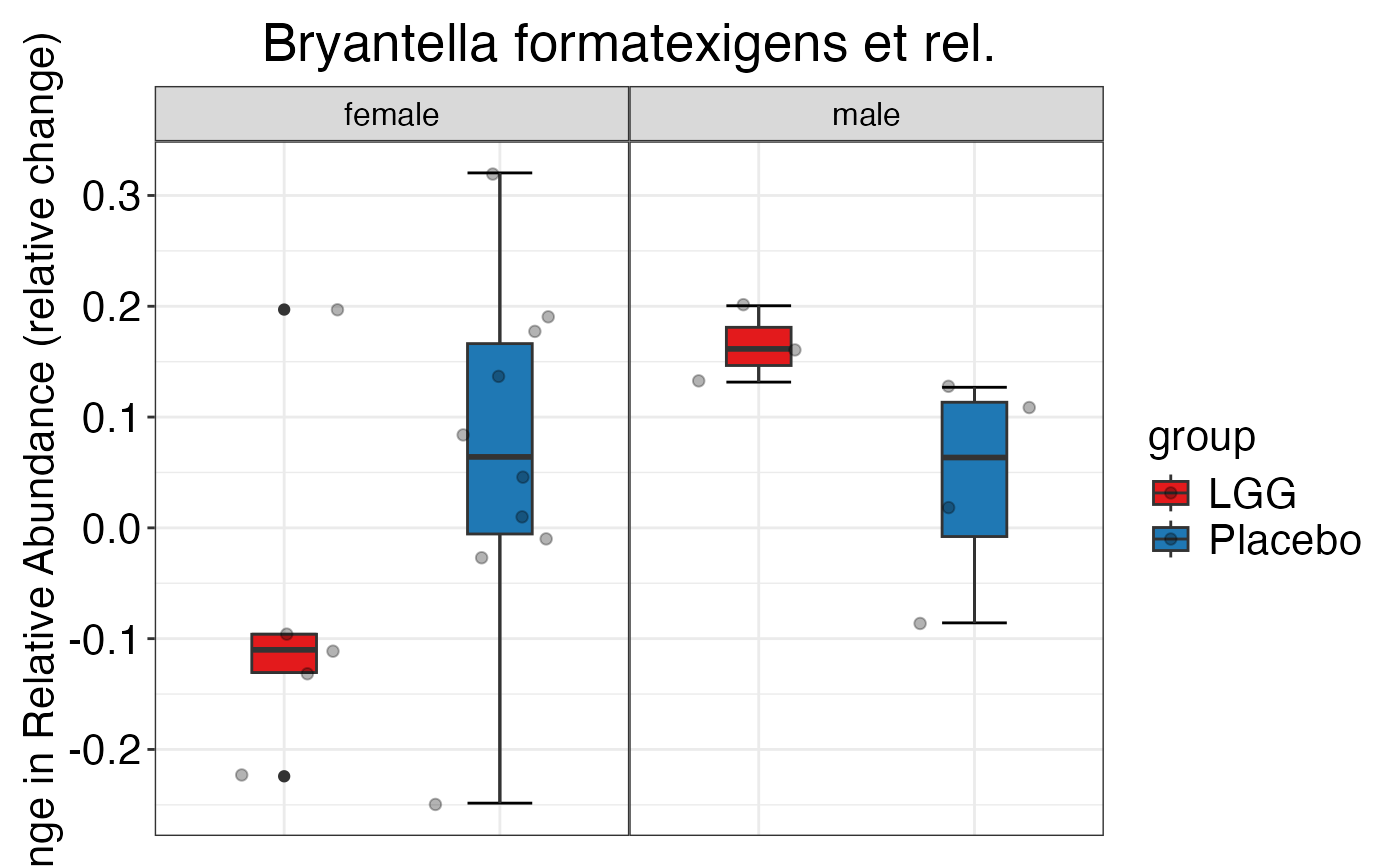 Bryantella formatexigens et rel.
female
male
nge in Relative Abundance (relative change)
0.3
0.2
0.1
0.0
-0.1
-0.2
group
LGG
Placebo